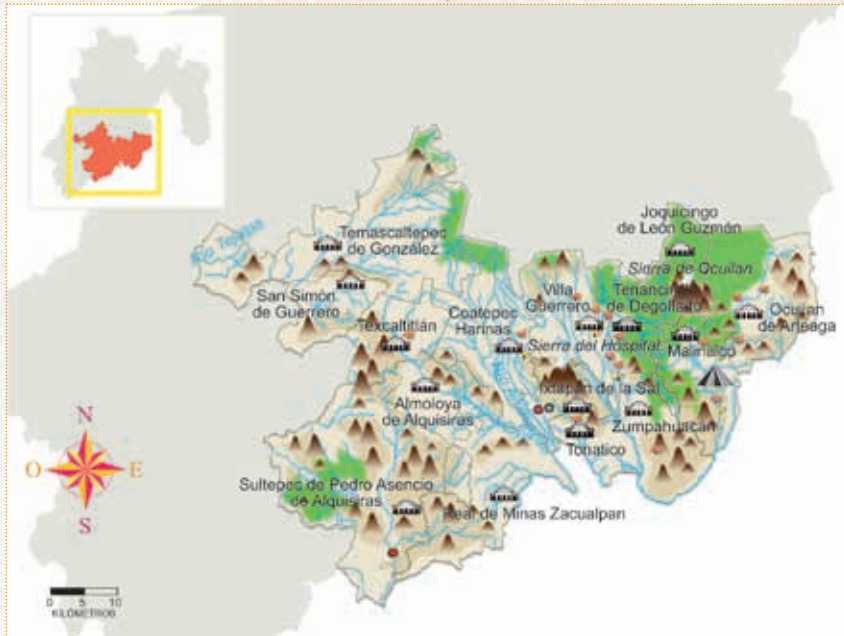 Joquicingo
de León Guzmán
Río Tejapa
Temascaltepec
de González
Sierra de Ocuilan
Villa
Guerrero
Tenancingo
de Degollado
San Simón
de Guerrero
Coatepec
Harinas
Ocuilan
de Arteaga
Texcaltitlán
Sierra del Hospital
Malinalco
Ixtapan de la Sal
Almoloya
de Alquisiras
Zumpahuacán
Tonatico
Sultepec de Pedro Asencio
de Alquisiras
Real de Minas Zacualpan
N
O
E
S
0 5 10
KILÓMETROS